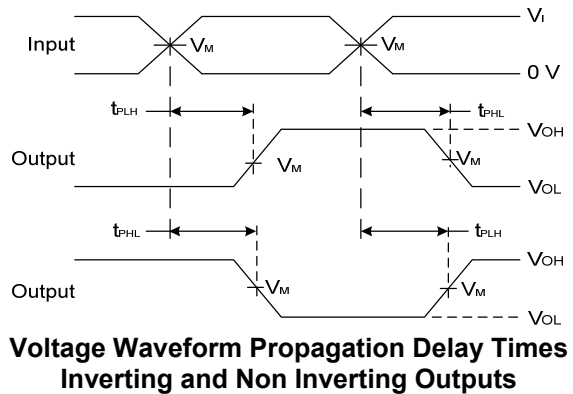 VI
Input VM VM
0 V
tPLH tPHL
VOH
Output VM VM
VOL
tPHL tPLH
VOH
Output VM VM
VOL
Voltage Waveform Propagation Delay Times
Inverting and Non Inverting Outputs